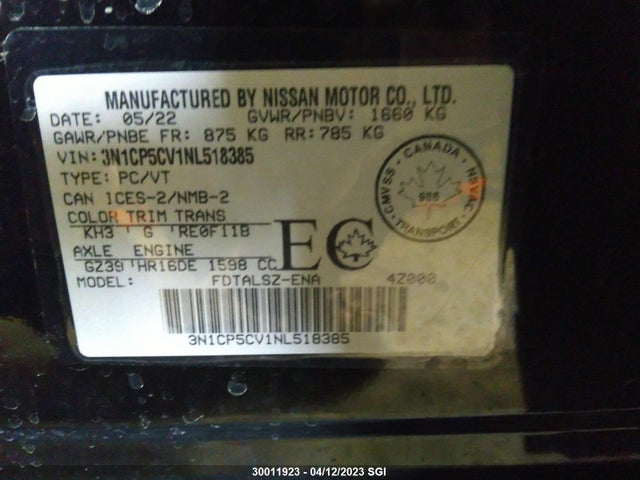 MANUFACTURED BY NISSAN MOTOR CO., LTD.
DATE: 05/22 GVWR/PNBV: 1660 KG
GAWR/PNBE FR: 875 KG RR: 785 KG
VIN: 3N1CP5CV1NL518385
TYPE: PC/VT
CAN ICES-2/NMB-2
COLOR TRIM TRANS
KH3 ' G ' RE0F11B
AXLE ENGINE
GZ39 ' HR16DE 1598 CC
MODEL: FDTALSZ-ENA 4Z000
EC
CANADA
CMVSS NSVAC
TRANSPORT
3N1CP5CV1NL518385
30011923 - 04/12/2023 SGI